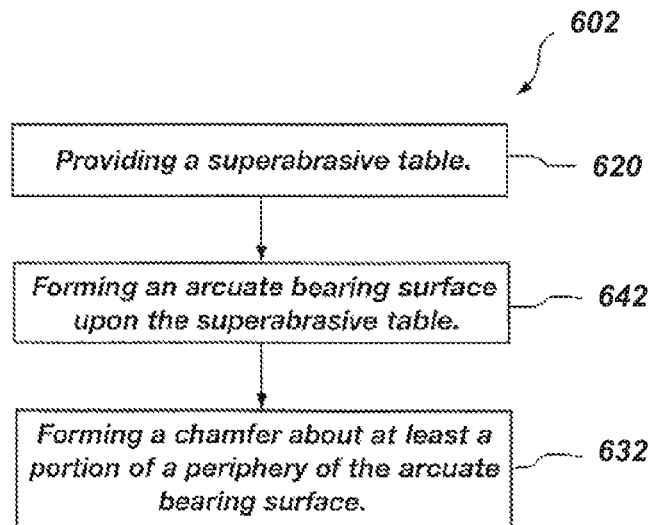 602
Providing a superabrasive table.
620
Forming an arcuate bearing surface
upon the superabrasive table.
642
Forming a chamfer about at least a
portion of a periphery of the arcuate
bearing surface.
632